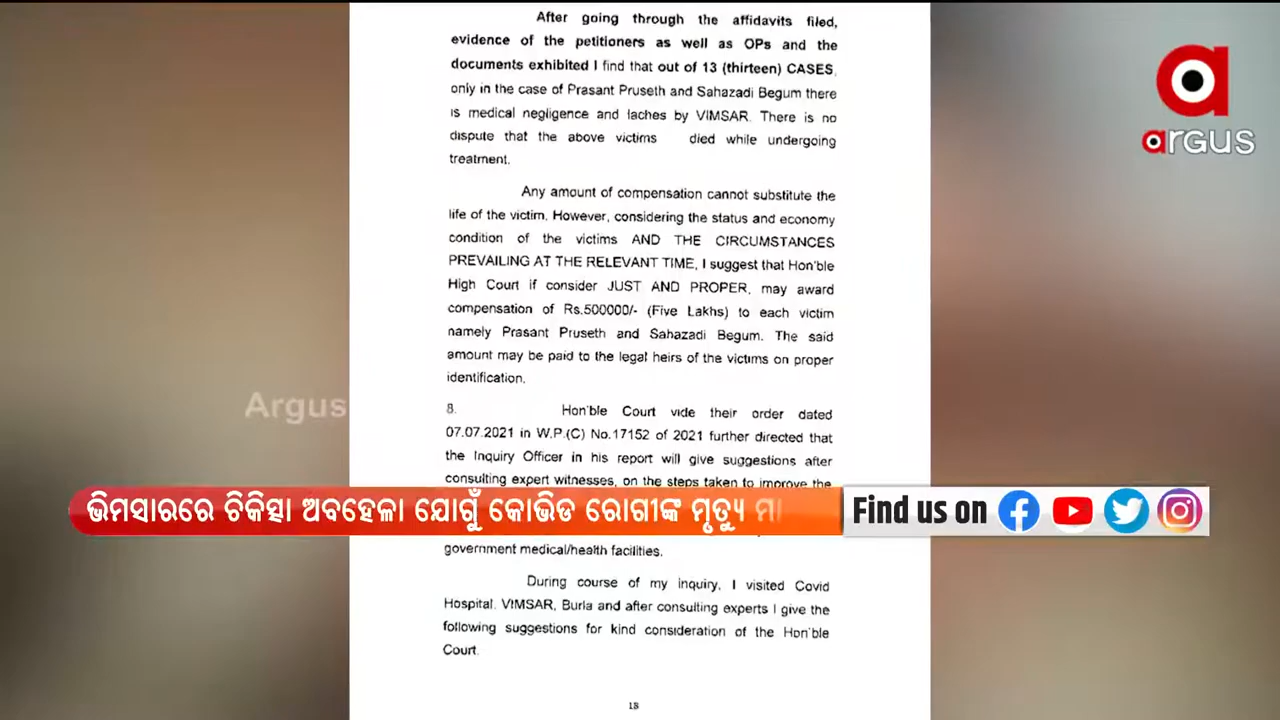 After going through the affidavits filed,
evidence of the petitioners as well as OPs and the
documents exhibited I find that out of 13 (thirteen) CASES,
only in the case of Prasant Pruseth and Sahazadi Begum there
is medical negligence and laches by VIMSAR. There is no
dispute that the above victims died while undergoing
treatment.
Any amount of compensation cannot substitute the
life of the victim. However, considering the status and economy
condition of the victims AND THE CIRCUMSTANCES
PREVAILING AT THE RELEVANT TIME, I suggest that Hon'ble
High Court if consider JUST AND PROPER, may award
compensation of Rs.500000/- (Five Lakhs) to each victim
namely Prasant Pruseth and Sahazadi Begum. The said
amount may be paid to the legal heirs of the victims on proper
identification.
8. Hon'ble Court vide their order dated
07.07.2021 in W.P.(C) No.17152 of 2021 further directed that
the Inquiry Officer in his report will give suggestions after
consulting expert witnesses, on the steps taken to improve the
government medical/health facilities.
During course of my inquiry, I visited Covid
Hospital, VIMSAR, Burla and after consulting experts I give the
following suggestions for kind consideration of the Hon'ble
Court.
18
argus
Argus
ଭିମସାରରେ ଚିକିତ୍ସା ଅବହେଳା ଯୋଗୁଁ କୋଭିଡ ରୋଗୀଙ୍କ ମୃତ୍ୟୁ ମା
Find us on